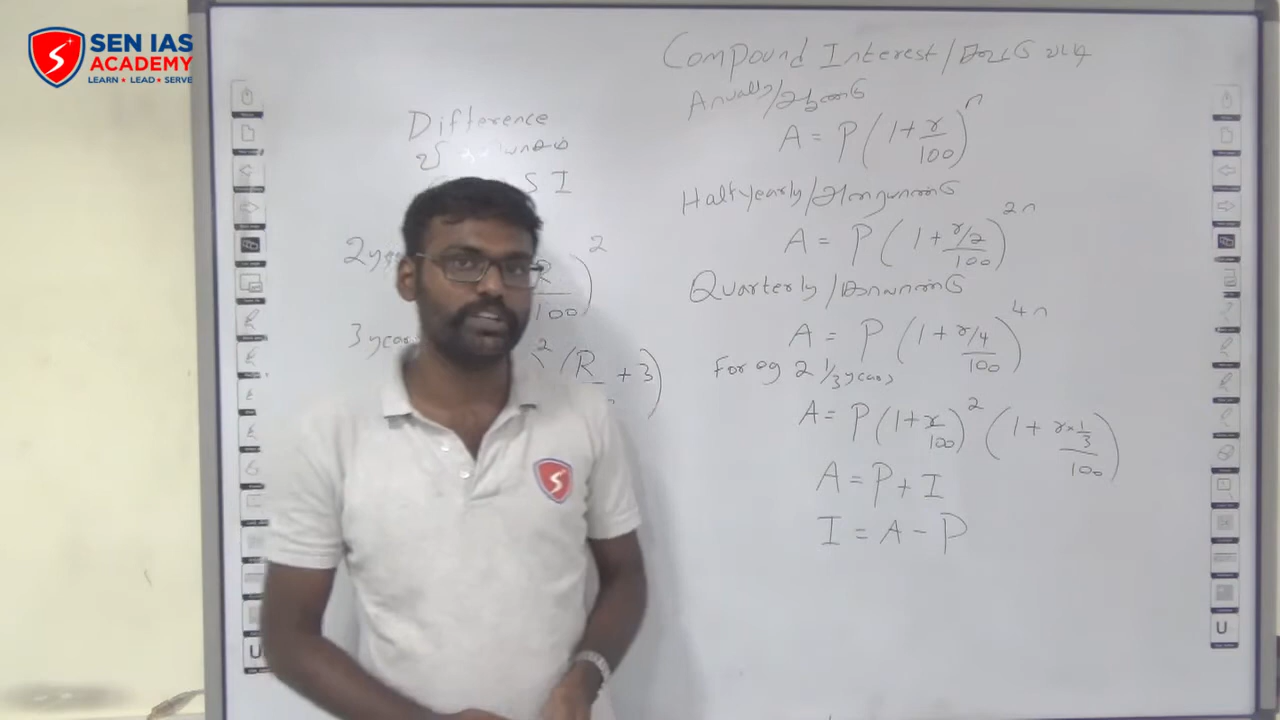 SEN IAS
ACADEMY
LEARN ★ LEAD ★ SERVE
Difference
வித்தியாசம்
S I
2
R
100
3 years
2 (R + 3)
Compound Interest / கூட்டு வட்டி
Anually / ஆண்டு
A = P(1 + r/100)^n
Half yearly / அரையாண்டு
A = P(1 + r/2/100)^2n
Quarterly / காலாண்டு
A = P(1 + r/4/100)^4n
For eg 2 1/3 years
A = P(1 + r/100)^2 (1 + r×1/3/100)
A = P + I
I = A - P